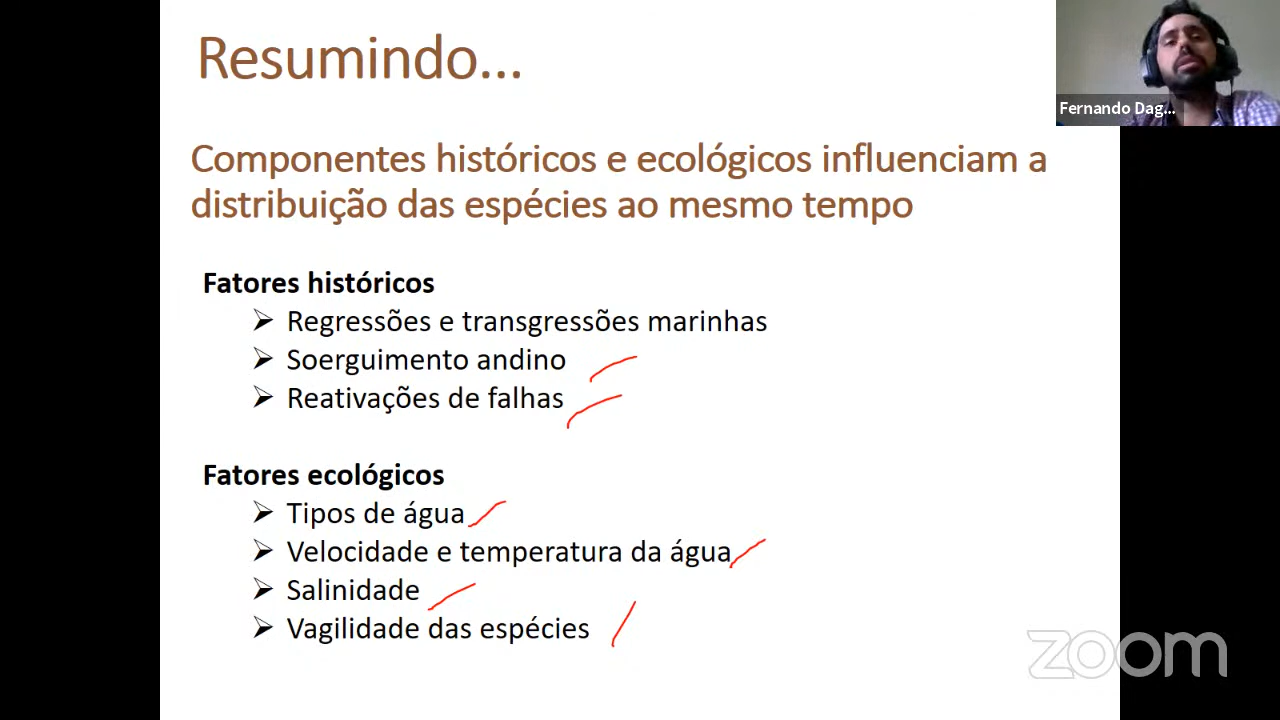 Resumindo...
Fernando Dag...
Componentes históricos e ecológicos influenciam a
distribuição das espécies ao mesmo tempo
Fatores históricos
Regressões e transgressões marinhas
Soerguimento andino
Reativações de falhas
Fatores ecológicos
Tipos de água
Velocidade e temperatura da água
Salinidade
Vagilidade das espécies
zoom